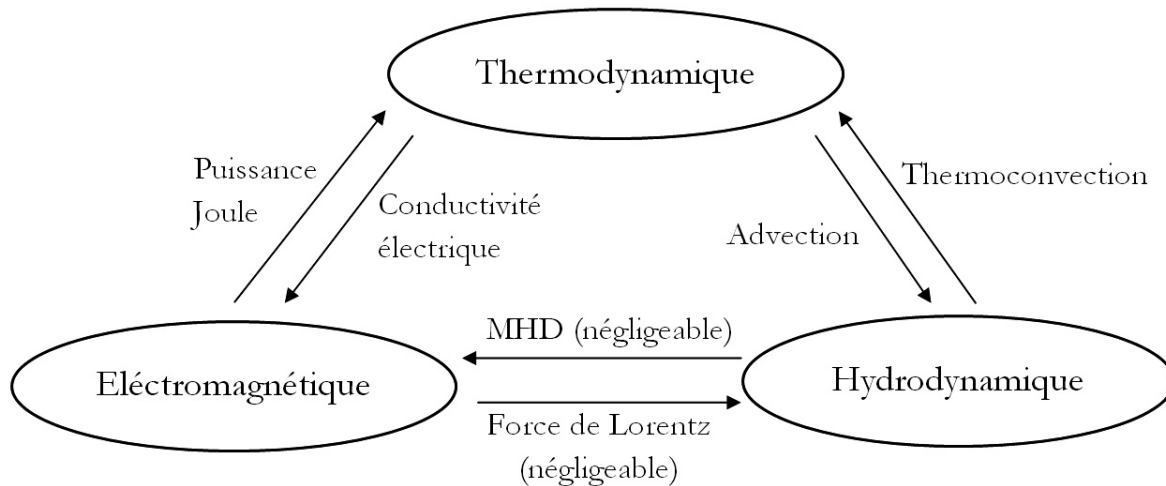 Thermodynamique
Puissance
Joule
Conductivité
électrique
Thermoconvection
Advection
MHD (négligeable)
Eléctromagnétique
Hydrodynamique
Force de Lorentz
(négligeable)